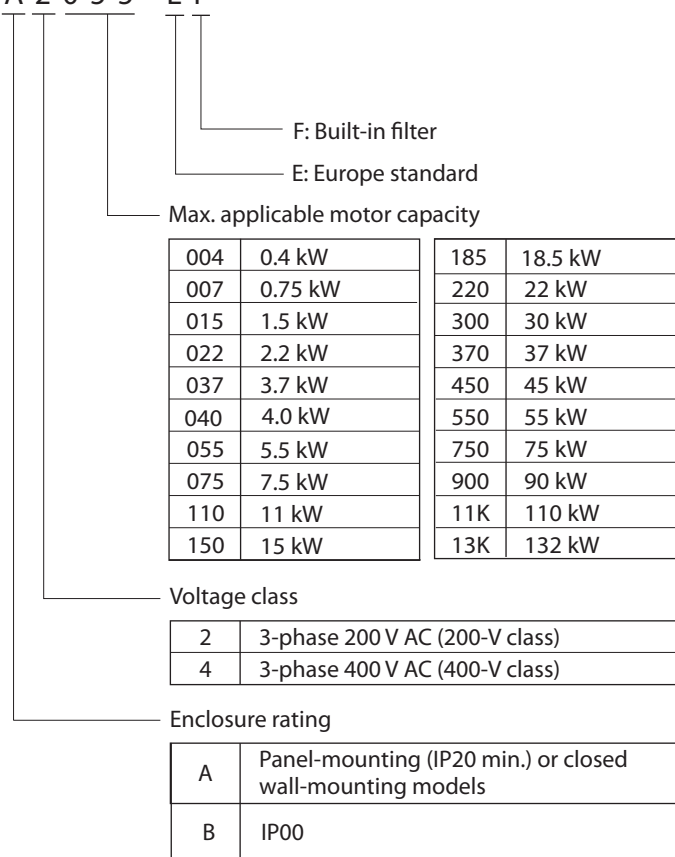 F: Built-in filter
E: Europe standard
Max. applicable motor capacity
004 0.4 kW 185 18.5 kW
007 0.75 kW 220 22 kW
015 1.5 kW 300 30 kW
022 2.2 kW 370 37 kW
037 3.7 kW 450 45 kW
040 4.0 kW 550 55 kW
055 5.5 kW 750 75 kW
075 7.5 kW 900 90 kW
110 11 kW 11K 110 kW
150 15 kW 13K 132 kW
Voltage class
2 3-phase 200 V AC (200-V class)
4 3-phase 400 V AC (400-V class)
Enclosure rating
A Panel-mounting (IP20 min.) or closed
wall-mounting models
B IP00